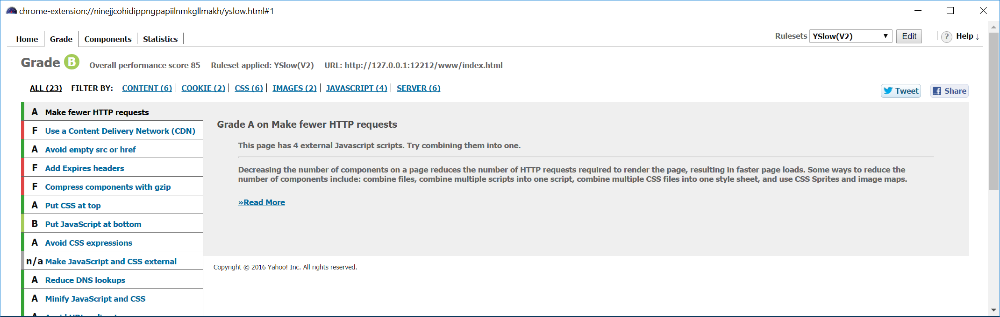 chrome-extension://ninejjcohidippngpapiilnmkgllmakh/yslow.html#1
Home Grade Components Statistics Rulesets YSlow(V2) Edit ? Help ↓
Grade B Overall performance score 85 Ruleset applied: YSlow(V2) URL: http://127.0.0.1:12212/www/index.html
ALL (23) FILTER BY: CONTENT (6) COOKIE (2) CSS (6) IMAGES (2) JAVASCRIPT (4) SERVER (6)
Tweet Share
A Make fewer HTTP requests
F Use a Content Delivery Network (CDN)
A Avoid empty src or href
F Add Expires headers
F Compress components with gzip
A Put CSS at top
B Put JavaScript at bottom
A Avoid CSS expressions
n/a Make JavaScript and CSS external
A Reduce DNS lookups
A Minify JavaScript and CSS
Grade A on Make fewer HTTP requests
This page has 4 external Javascript scripts. Try combining them into one.
Decreasing the number of components on a page reduces the number of HTTP requests required to render the page, resulting in faster page loads. Some ways to reduce the
number of components include: combine files, combine multiple scripts into one script, combine multiple CSS files into one style sheet, and use CSS Sprites and image maps.
»Read More
Copyright © 2016 Yahoo! Inc. All rights reserved.